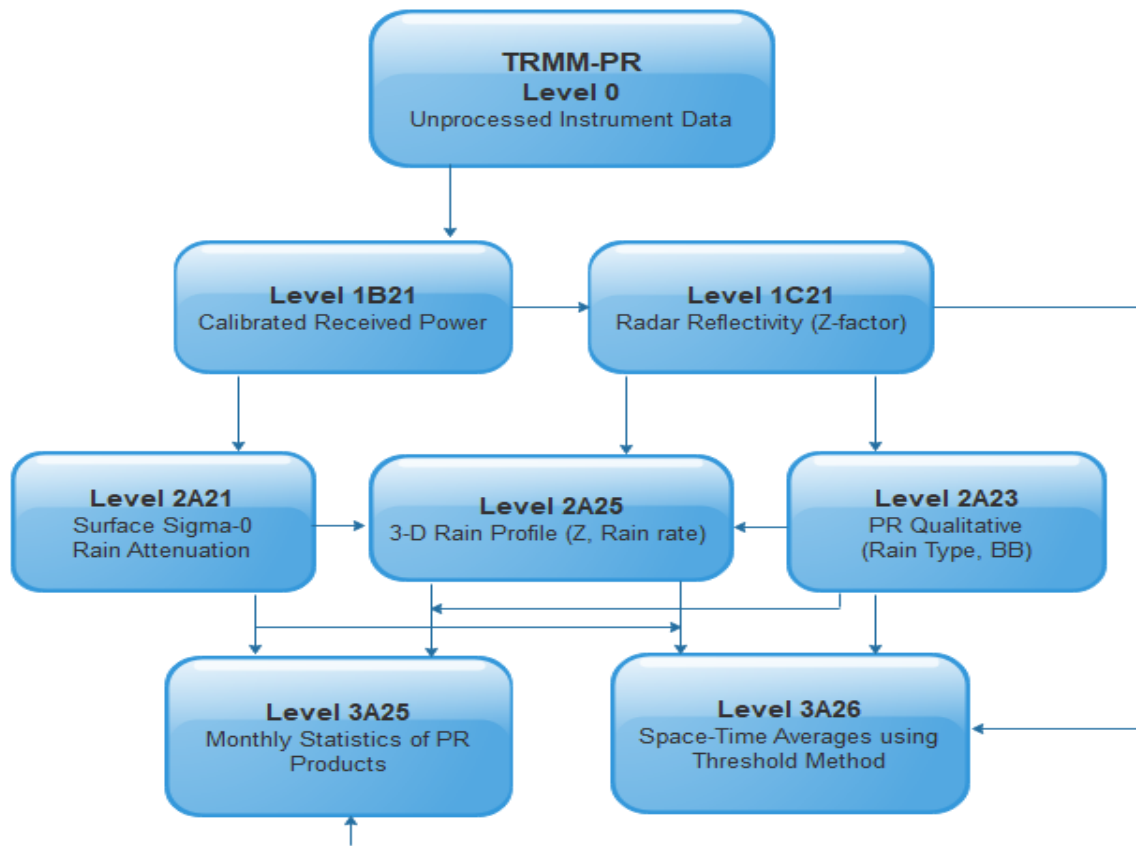 TRMM-PR
Level 0
Unprocessed Instrument Data
Level 1B21
Calibrated Received Power
Level 1C21
Radar Reflectivity (Z-factor)
Level 2A21
Surface Sigma-0
Rain Attenuation
Level 2A25
3-D Rain Profile (Z, Rain rate)
Level 2A23
PR Qualitative
(Rain Type, BB)
Level 3A25
Monthly Statistics of PR
Products
Level 3A26
Space-Time Averages using
Threshold Method